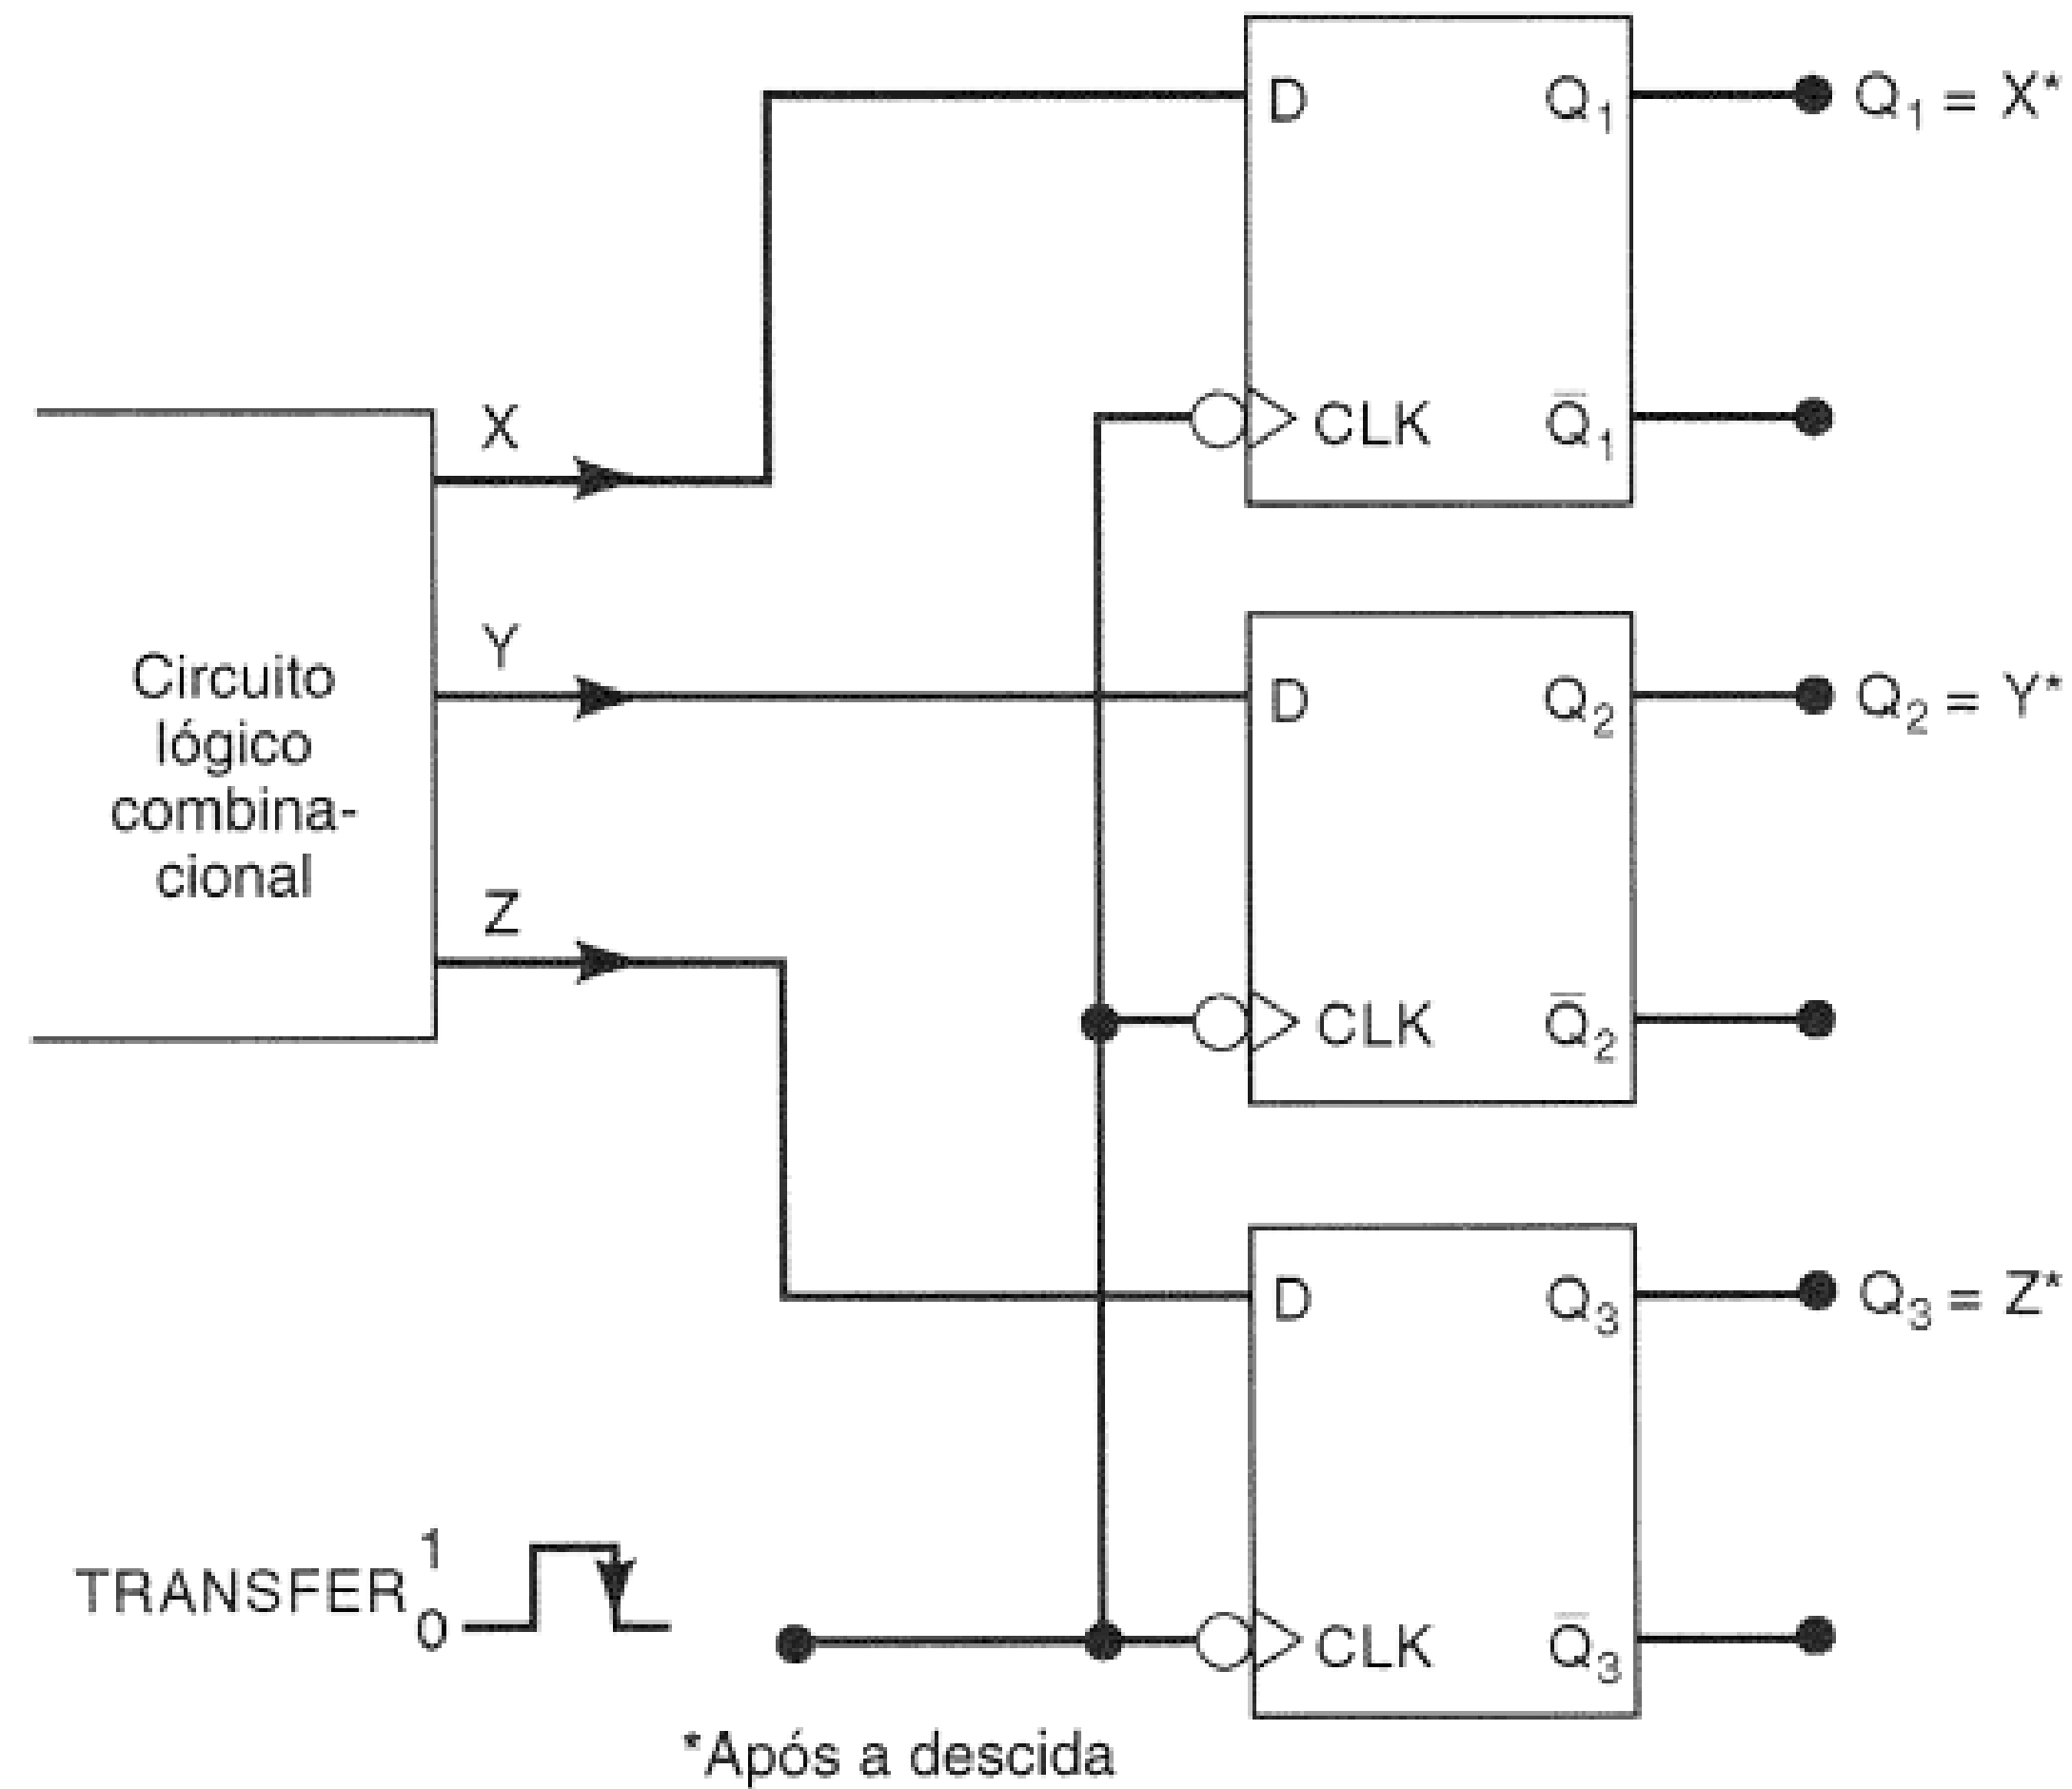 D
Q₁
Q₁ = X*
CLK
Q̅₁
X
Y
Circuito
lógico
combina-
cional
Z
D
Q₂
Q₂ = Y*
CLK
Q̅₂
D
Q₃
Q₃ = Z*
CLK
Q̅₃
TRANSFER
1
0
*Após a descida